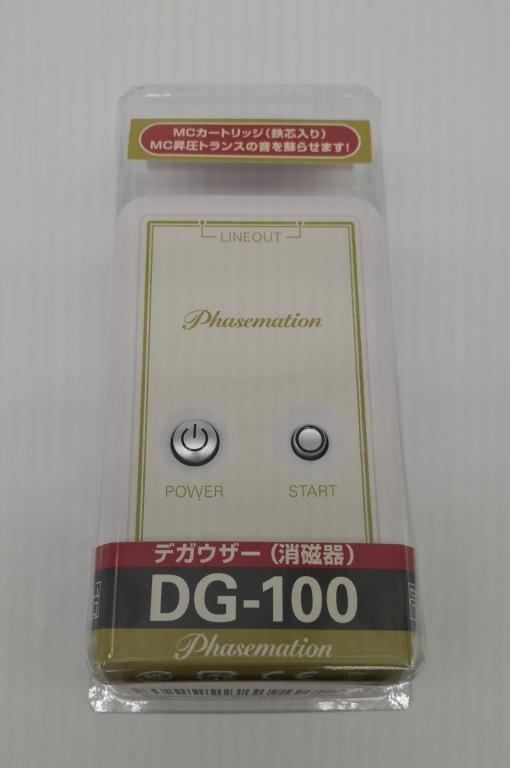 MCカートリッジ(鉄芯入り)
MC昇圧トランスの音を蘇らせます!
LINEOUT
Phasemation
POWER
START
デガウザー(消磁器)
DG-100
Phasemation